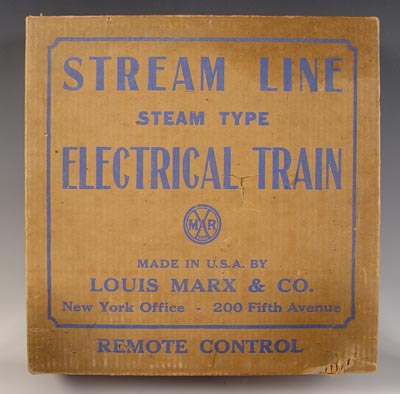 STREAM LINE
STEAM TYPE
ELECTRICAL TRAIN
MAR
MADE IN U.S.A. BY
LOUIS MARX & CO.
New York Office - 200 Fifth Avenue
REMOTE CONTROL